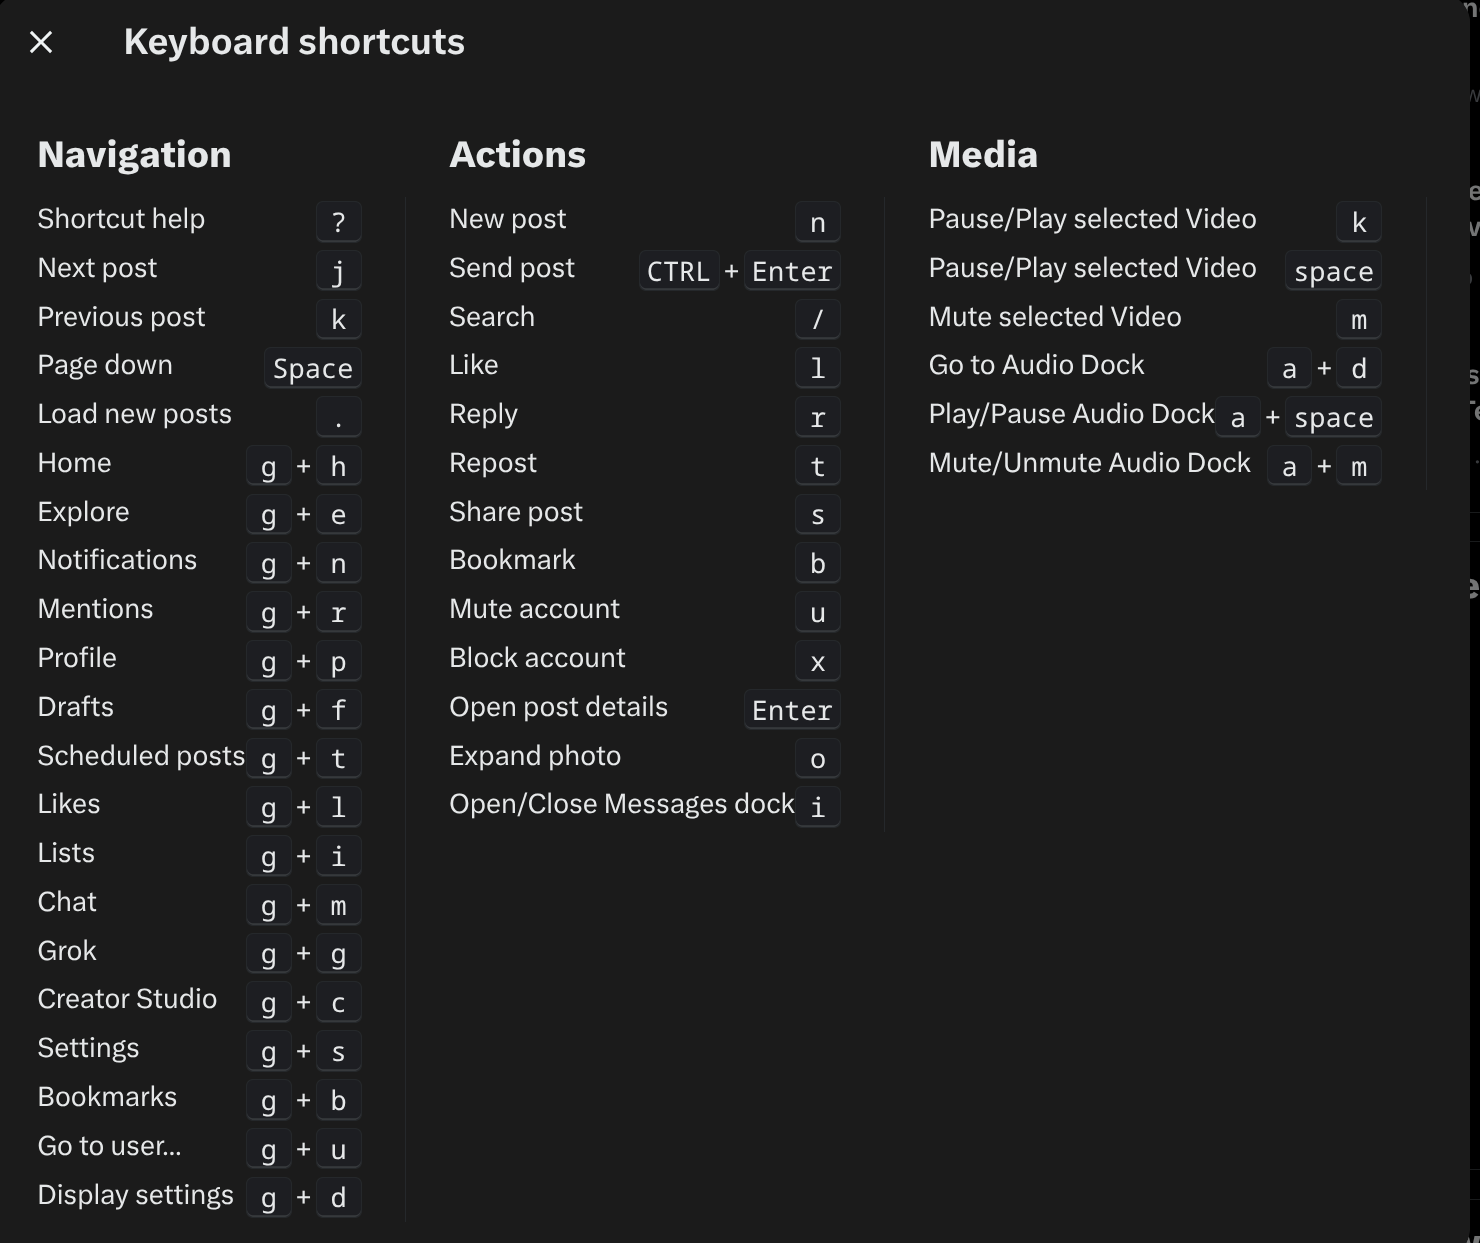 Keyboard shortcuts
Navigation
Shortcut help ?
Next post j
Previous post k
Page down Space
Load new posts .
Home g + h
Explore g + e
Notifications g + n
Mentions g + r
Profile g + p
Drafts g + f
Scheduled posts g + t
Likes g + l
Lists g + i
Chat g + m
Grok g + g
Creator Studio g + c
Settings g + s
Bookmarks g + b
Go to user... g + u
Display settings g + d
Actions
New post n
Send post CTRL + Enter
Search /
Like l
Reply r
Repost t
Share post s
Bookmark b
Mute account u
Block account x
Open post details Enter
Expand photo o
Open/Close Messages dock i
Media
Pause/Play selected Video k
Pause/Play selected Video space
Mute selected Video m
Go to Audio Dock a + d
Play/Pause Audio Dock a + space
Mute/Unmute Audio Dock a + m